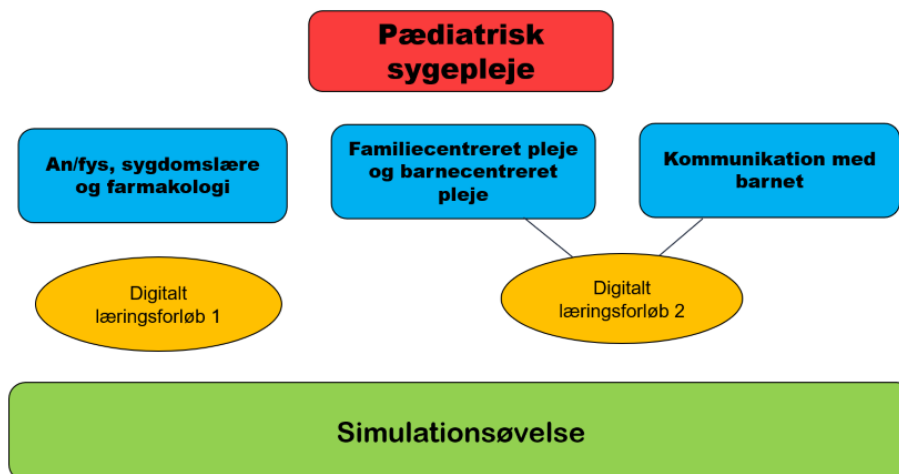 Pædiatrisk
sygepleje
An/fys, sygdomslære
og farmakologi
Familiecentreret pleje
og barnecentreret
pleje
Kommunikation med
barnet
Digitalt
læringsforløb 1
Digitalt
læringsforløb 2
Simulationsøvelse